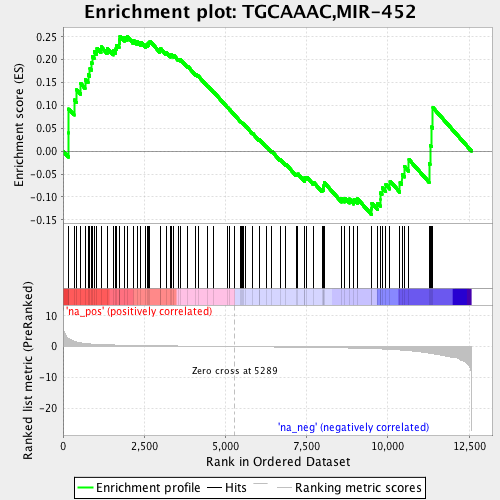 Enrichment plot: TGCAAAC,MIR-452
Enrichment score (ES)
0.25
0.20
0.15
0.10
0.05
0.00
-0.05
-0.10
-0.15
'na_pos' (positively correlated)
Ranked list metric (PreRanked)
10
0
-10
-20
Zero cross at 5289
'na_neg' (negatively correlated)
0
2,500
5,000
7,500
10,000
12,500
Rank in Ordered Dataset
Enrichment profile
Hits
Ranking metric scores